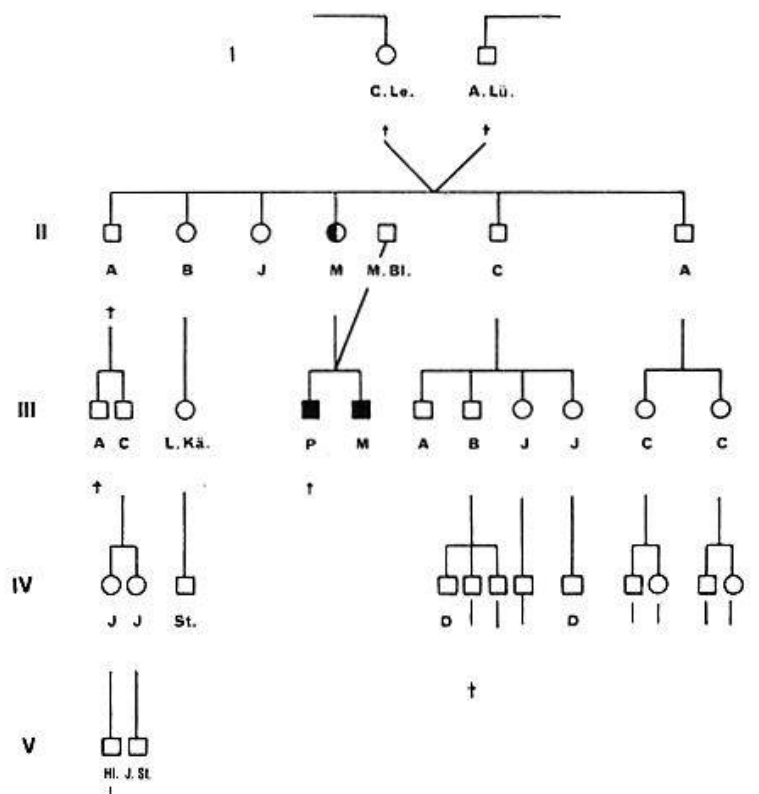 I
C.Le. A.Lü.
† †
II
A B J M M.Bl. C A
†
III
A C L.Kä. P M A B J J C C
† †
IV
J J St. D D
†
V
Hl. J.St.